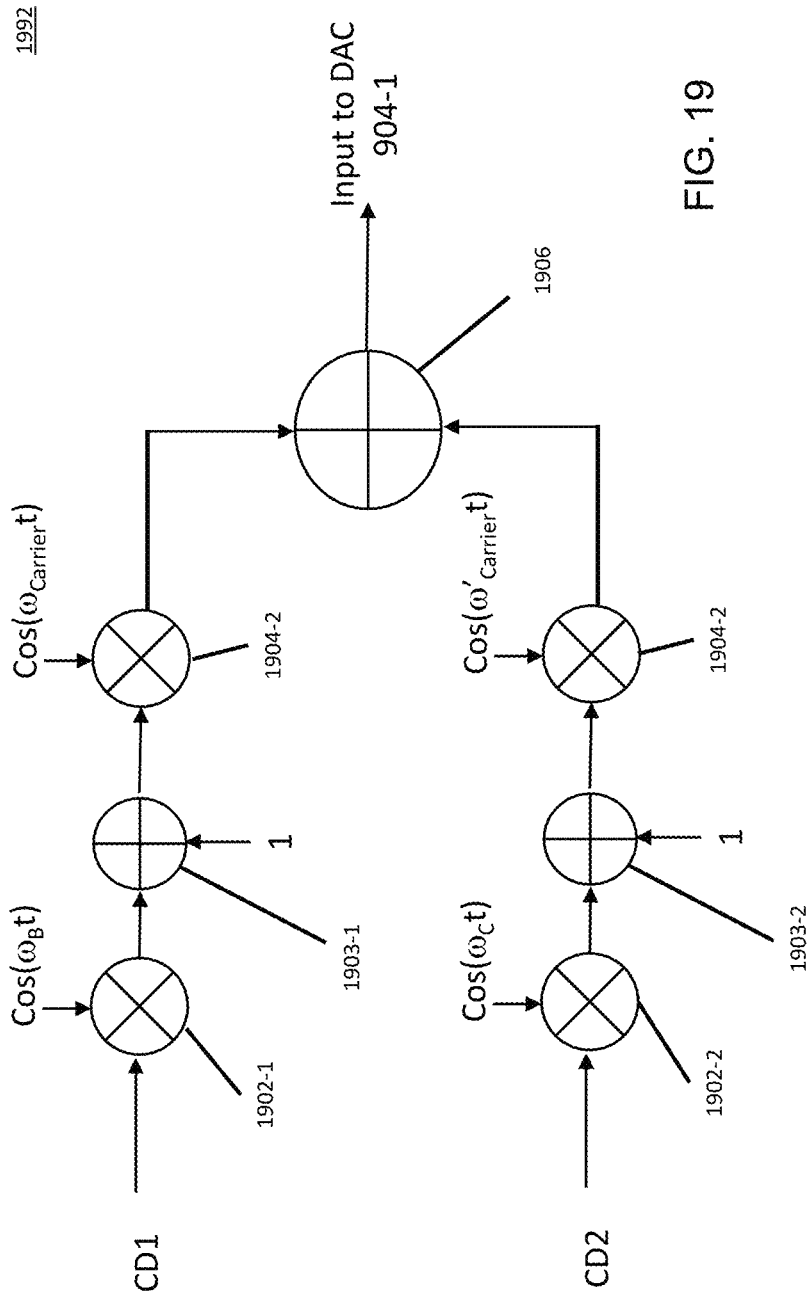 1992
CD1
Cos(ωBt)
1902-1
1903-1
1
Cos(ωCarriert)
1904-2
CD2
Cos(ωCt)
1902-2
1903-2
1
Cos(ω'Carriert)
1904-2
1906
Input to DAC
904-1
FIG. 19